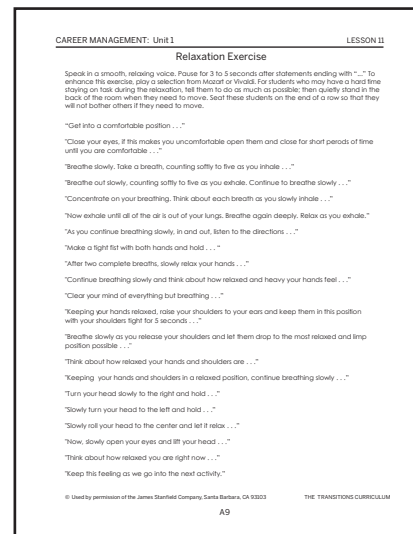 CAREER MANAGEMENT: Unit 1 LESSON 11
Relaxation Exercise
Speak in a smooth, relaxing voice. Pause for 3 to 5 seconds after statements ending with “...” To
enhance this exercise, play a selection from Mozart or Vivaldi. For students who may have a hard time
staying on task during the relaxation, tell them to do as much as possible; then quietly stand in the
back of the room when they need to move. Seat these students on the end of a row so that they
will not bother others if they need to move.
“Get into a comfortable position . . .”
"Close your eyes, if this makes you uncomfortable open them and close for short perods of time
until you are comfortable . . .”
"Breathe slowly. Take a breath, counting softly to five as you inhale . . .”
"Breathe out slowly, counting softly to five as you exhale. Continue to breathe slowly . . .”
"Concentrate on your breathing. Think about each breath as you slowly inhale . . .”
"Now exhale until all of the air is out of your lungs. Breathe again deeply. Relax as you exhale.”
"As you continue breathing slowly, in and out, listen to the directions . . .”
"Make a tight fist with both hands and hold . . . “
"After two complete breaths, slowly relax your hands . . .”
"Continue breathing slowly and think about how relaxed and heavy your hands feel . . .”
"Clear your mind of everything but breathing . . .”
"Keeping your hands relaxed, raise your shoulders to your ears and keep them in this position
with your shoulders tight for 5 seconds . . .”
"Breathe slowly as you release your shoulders and let them drop to the most relaxed and limp
position possible . . .”
"Think about how relaxed your hands and shoulders are . . .”
"Keeping your hands and shoulders in a relaxed position, continue breathing slowly . . .”
"Turn your head slowly to the right and hold . . .”
"Slowly turn your head to the left and hold . . .”
"Slowly roll your head to the center and let it relax . . .”
"Now, slowly open your eyes and lift your head . . .”
"Think about how relaxed you are right now . . .”
"Keep this feeling as we go into the next activity.”
© Used by permission of the James Stanfield Company, Santa Barbara, CA 93103 THE TRANSITIONS CURRICULUM
A9